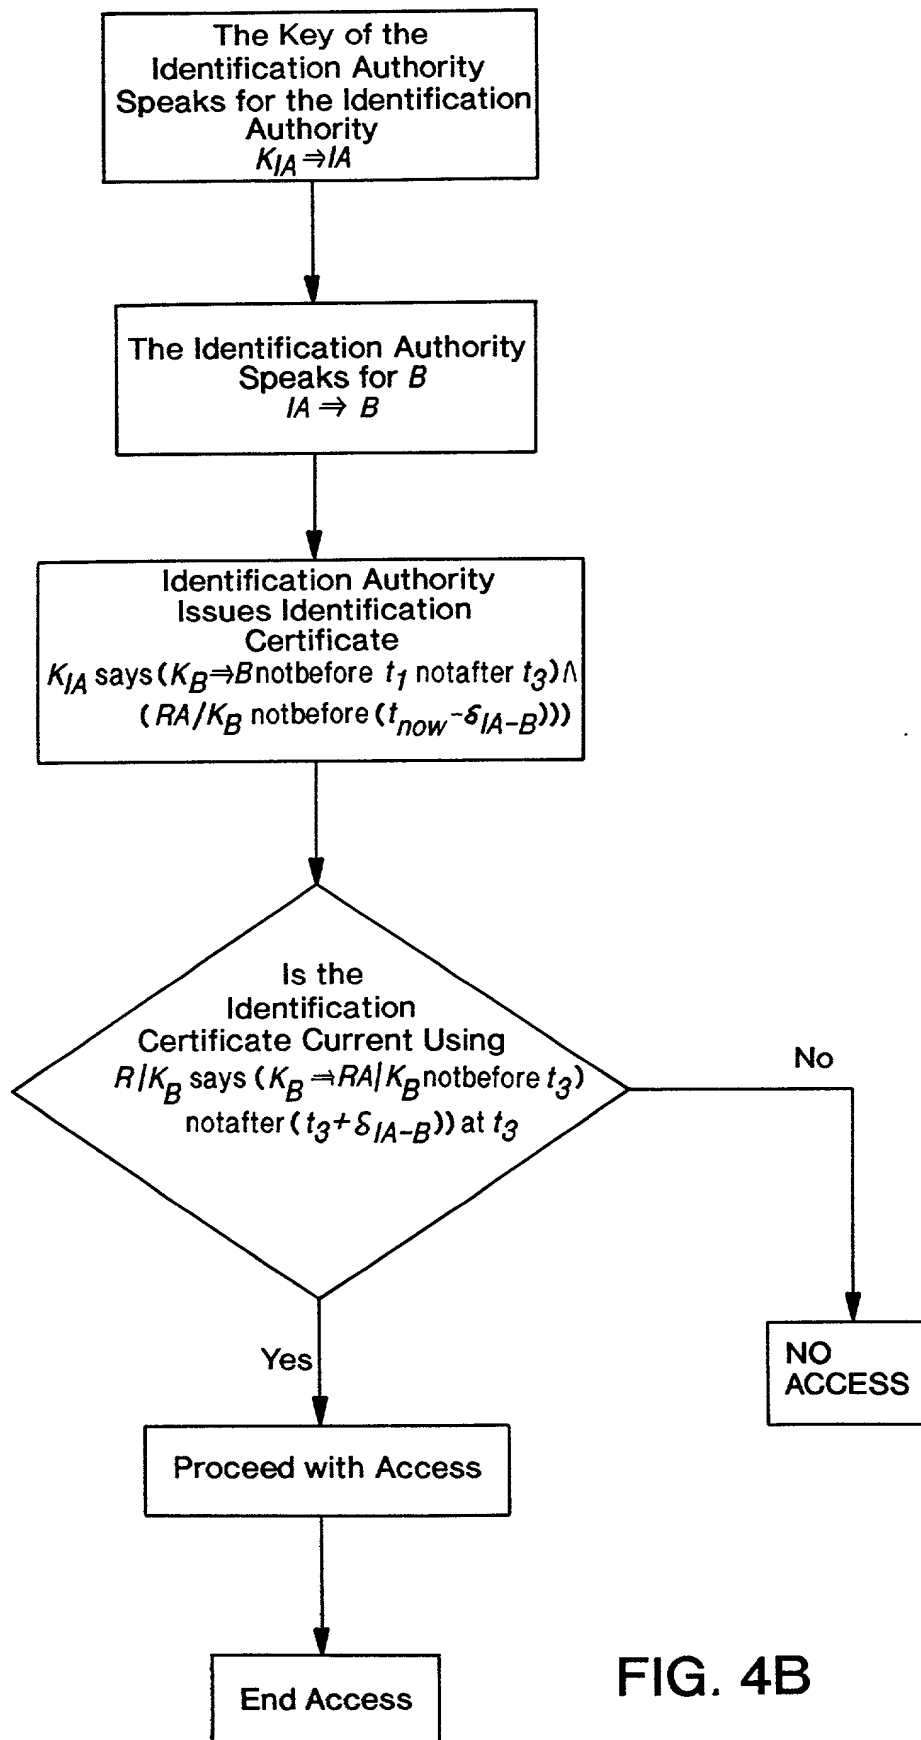 The Key of the
Identification Authority
Speaks for the Identification
Authority
K_IA ⇒ IA
The Identification Authority
Speaks for B
IA ⇒ B
Identification Authority
Issues Identification
Certificate
K_IA says (K_B ⇒ B notbefore t_1 notafter t_3) ∧
(RA/K_B notbefore (t_now - δ_IA-B)))
Is the
Identification
Certificate Current Using
R/K_B says (K_B ⇒ RA/K_B notbefore t_3)
notafter (t_3 + δ_IA-B)) at t_3
No
Yes
NO
ACCESS
Proceed with Access
End Access
FIG. 4B